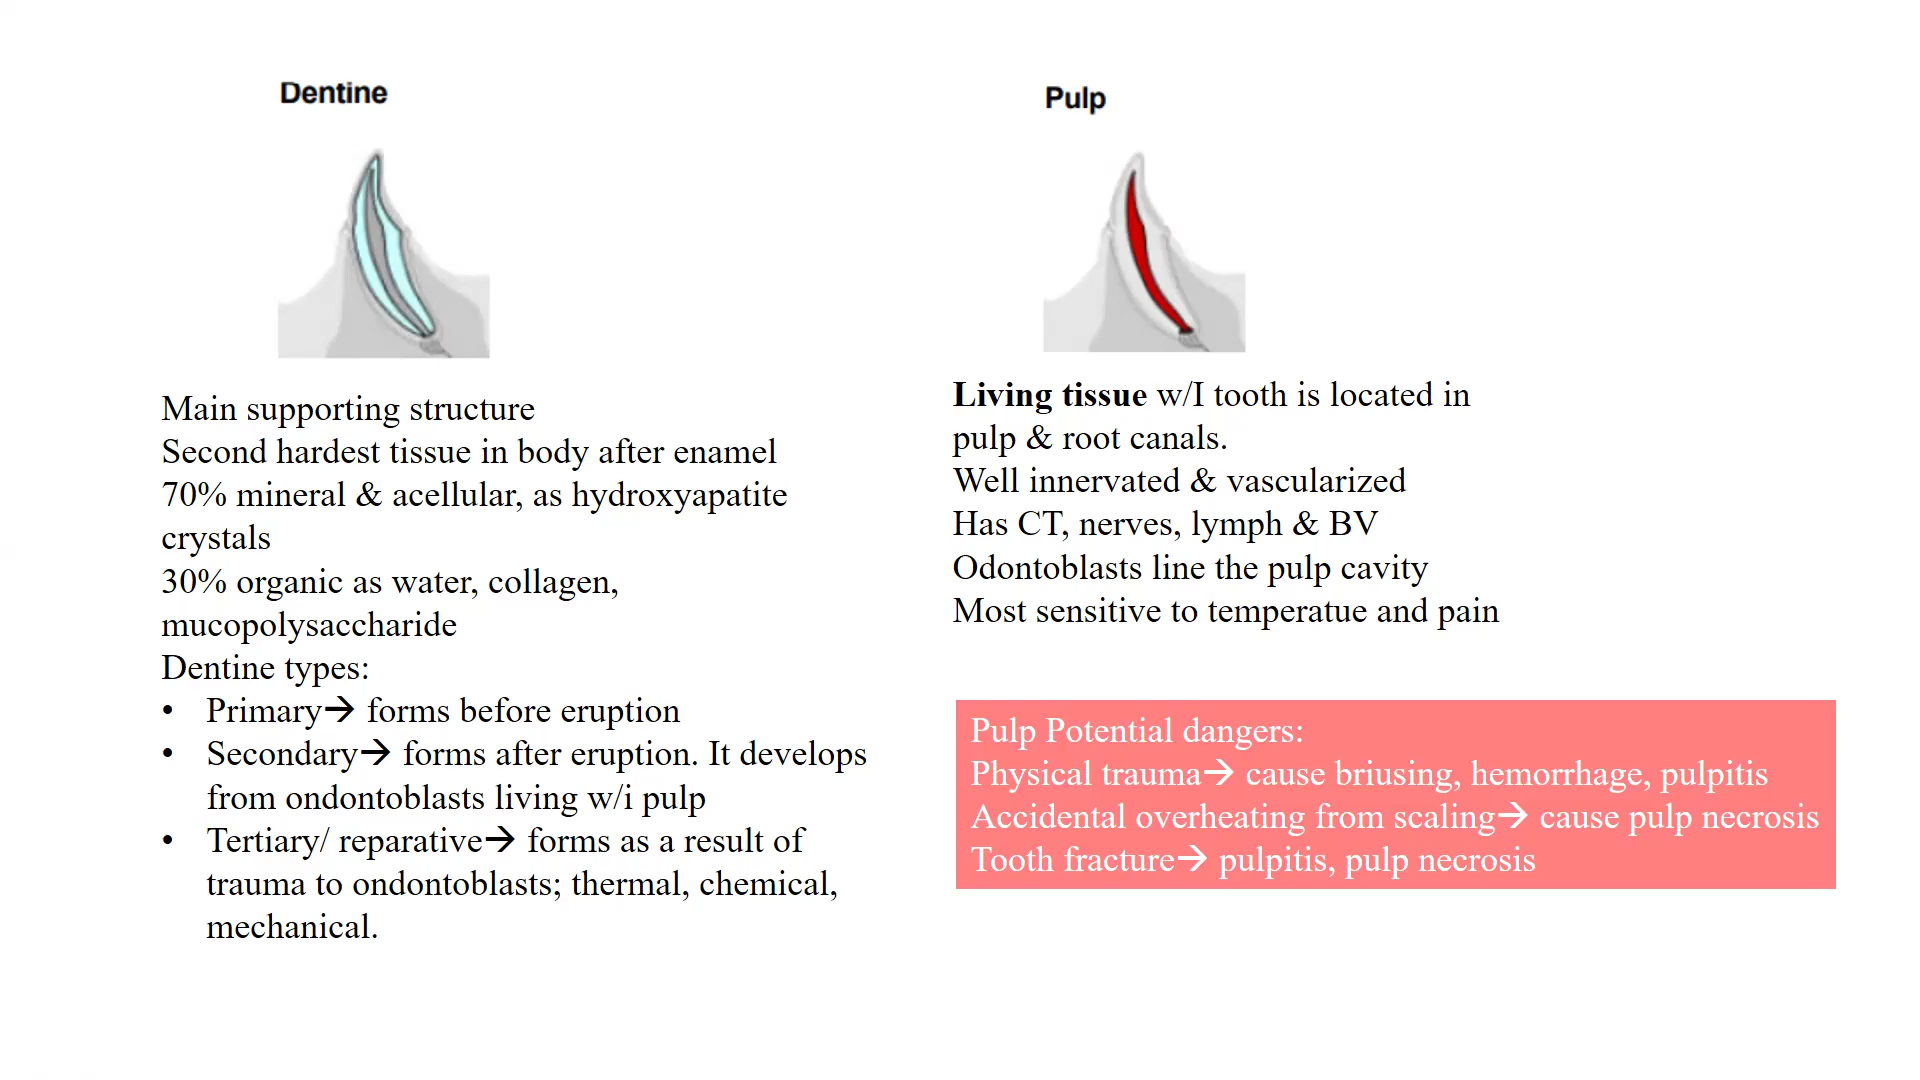 Dentine
Main supporting structure
Second hardest tissue in body after enamel
70% mineral & acellular, as hydroxyapatite
crystals
30% organic as water, collagen,
mucopolysaccharide
Dentine types:
• Primary→ forms before eruption
• Secondary→ forms after eruption. It develops
from ondontoblasts living w/i pulp
• Tertiary/ reparative→ forms as a result of
trauma to ondontoblasts; thermal, chemical,
mechanical.
Pulp
Living tissue w/I tooth is located in
pulp & root canals.
Well innervated & vascularized
Has CT, nerves, lymph & BV
Odontoblasts line the pulp cavity
Most sensitive to temperatue and pain
Pulp Potential dangers:
Physical trauma→ cause briusing, hemorrhage, pulpitis
Accidental overheating from scaling→ cause pulp necrosis
Tooth fracture→ pulpitis, pulp necrosis